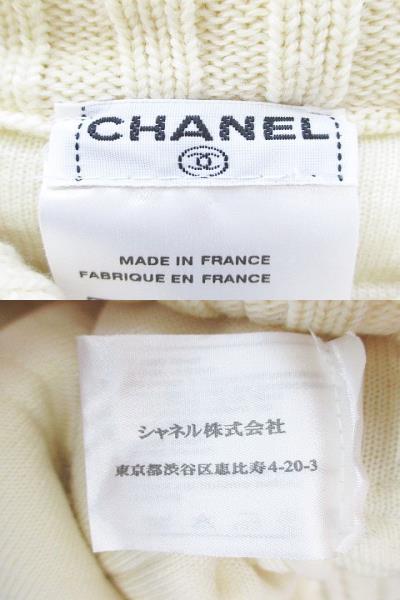 CHANEL
MADE IN FRANCE
FABRIQUE EN FRANCE
シャネル株式会社
東京都渋谷区恵比寿4-20-3